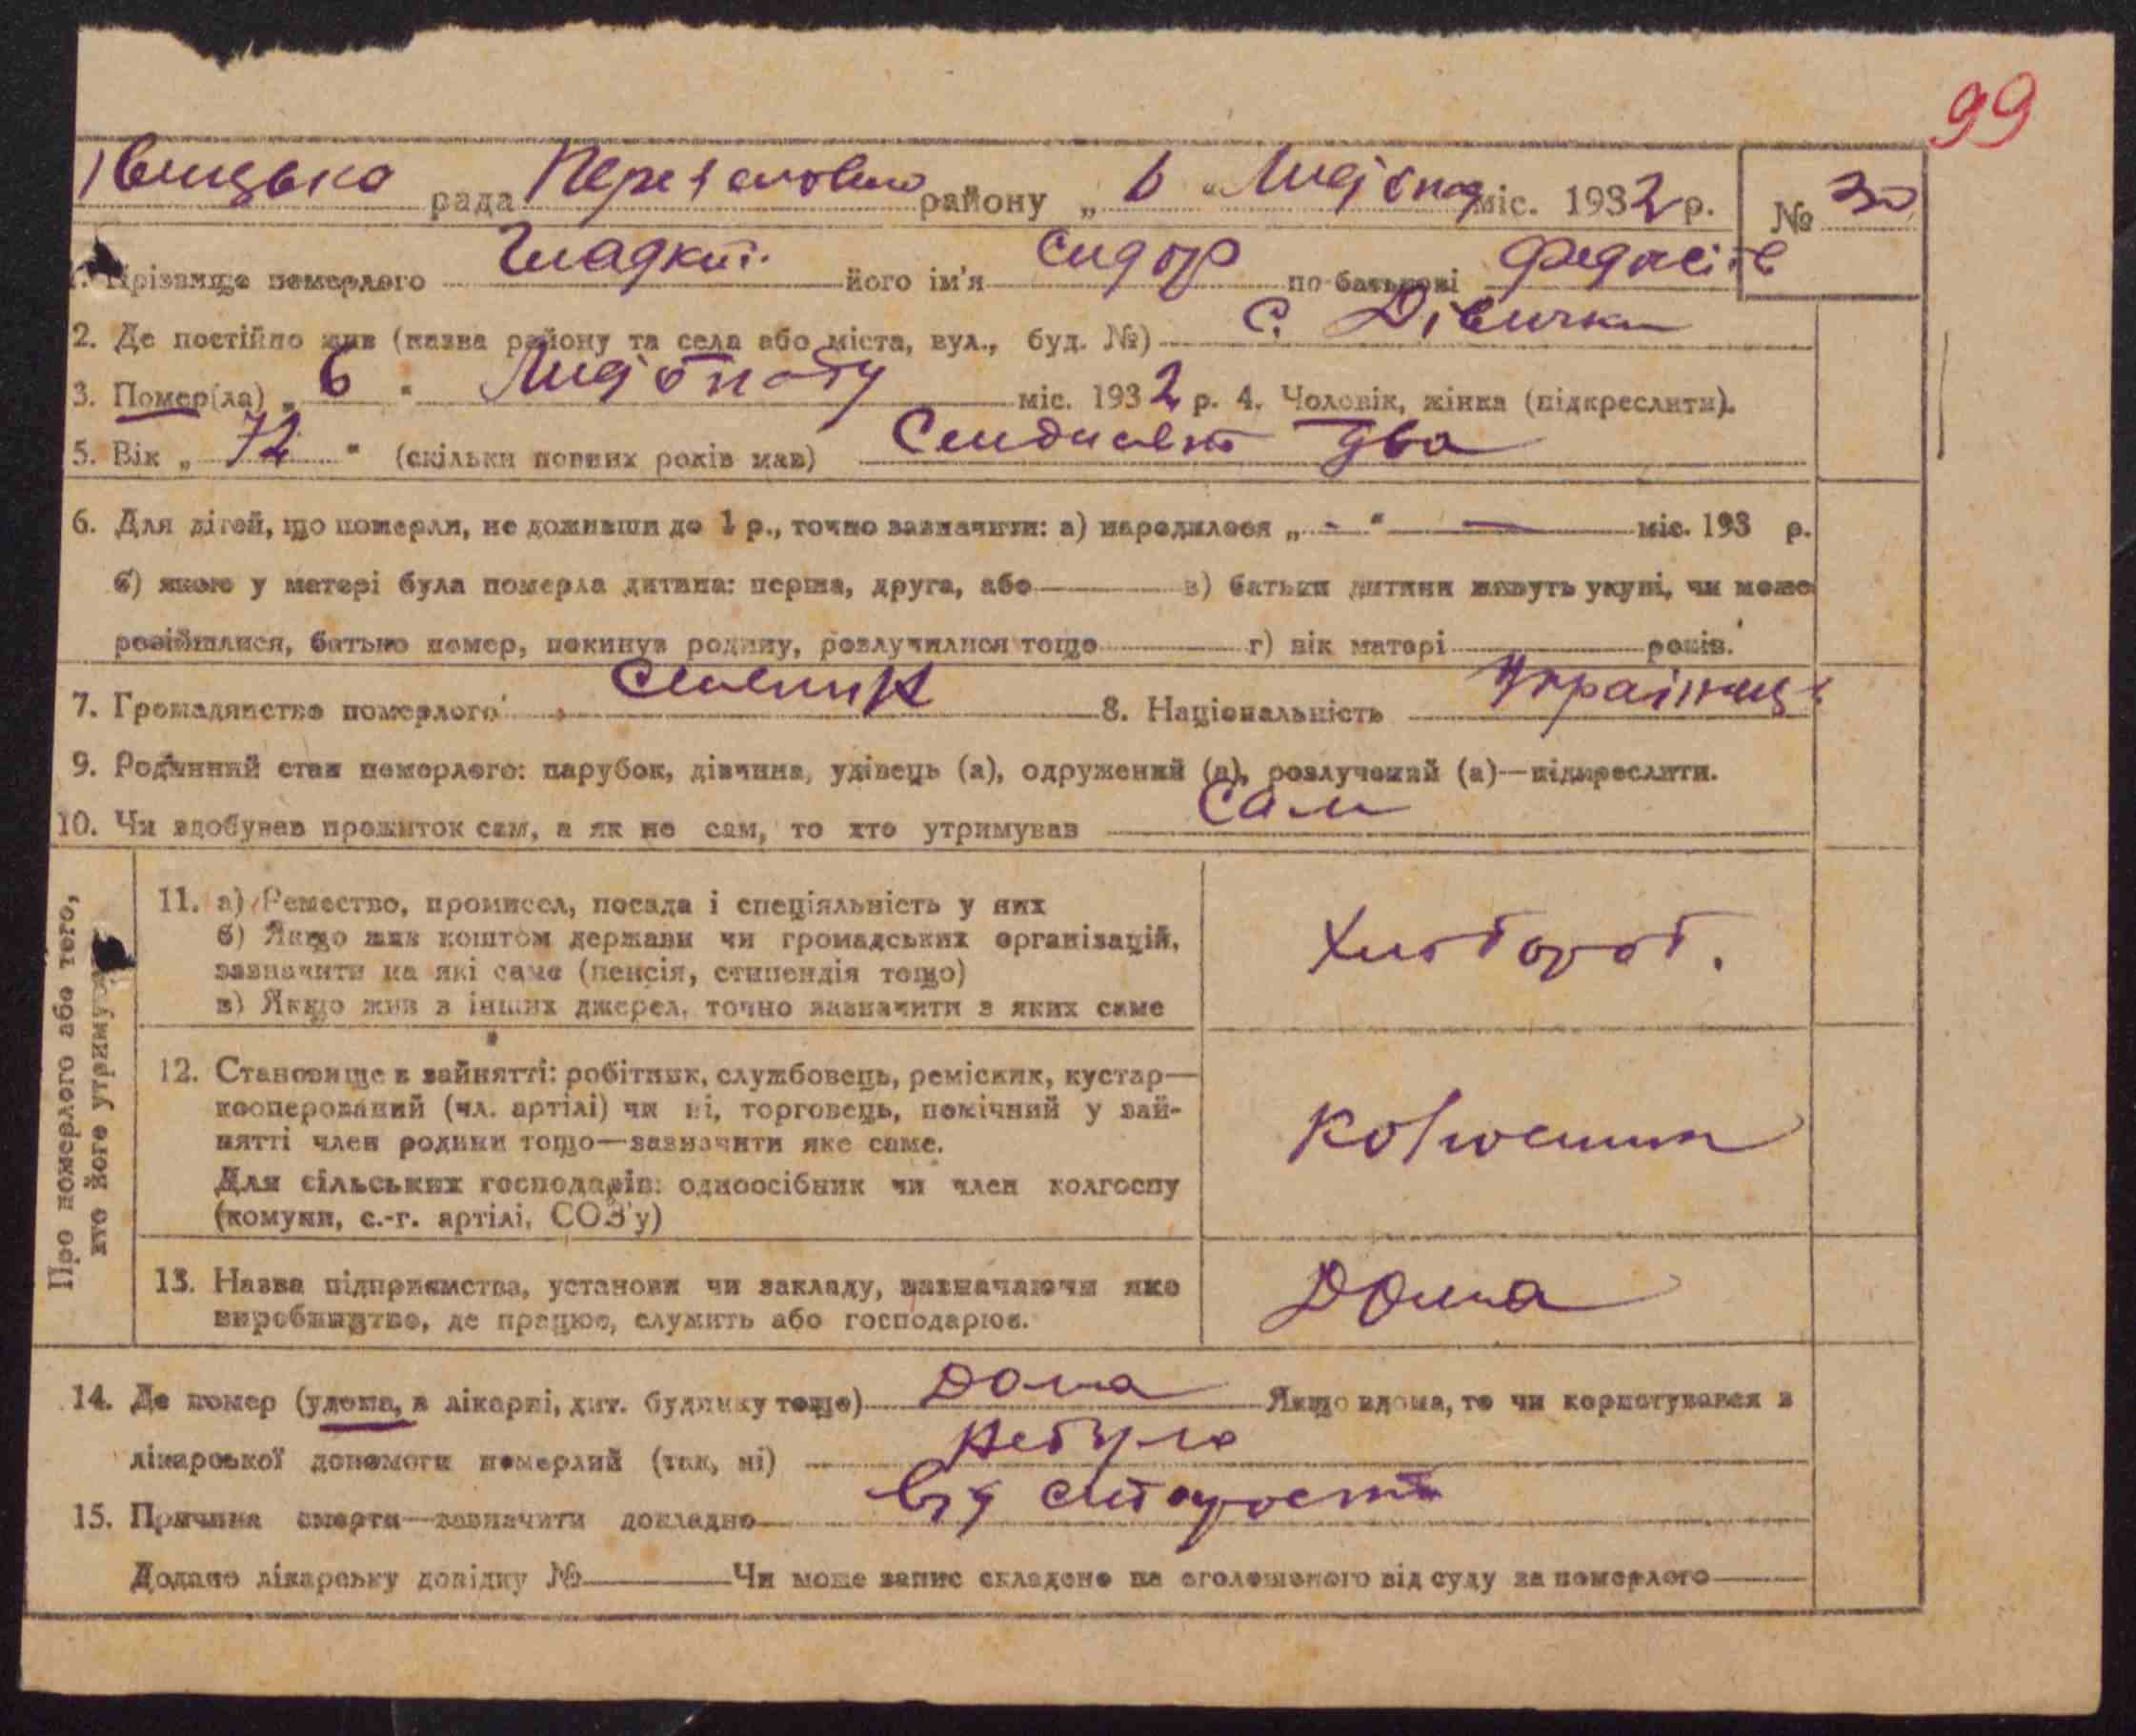 99
рада Переяславського району „ 6 “ Листопад міс. 1932 р. № 30
1. Прізвище померлого Гладкий його ім'я Сидор по-батькові
2. Де постійно жив (назва району та села або міста, вул., буд. №) с. Дівички
3. Помер(ла) „ 6 “ Листопаду міс. 1932 р. 4. Чоловік, жінка (підкреслити).
5. Вік „ 72 “ (скільки повних років мав) два
6. Для дітей, що померли, не доживши до 1 р., точно зазначити: а) народилося „ - “ — міс. 193 р.
б) якою у матері була померла дитина: перша, друга, або в) батьки дитини живуть укупі, чи може
розійшлися, батько помер, покинув родину, розлучилися тощо г) вік матері років.
7. Громадянство померлого 8. Національність Українець
9. Родинний стан померлого: парубок, дівчина, удівець (а), одружений (а), розлучений (а)—підкреслити.
10. Чи здобував прожиток сам, а як не сам, то хто утримував Сам
Про померлого або того,
хто його утримував
11. а) Ремество, промисел, посада і спеціяльність у них
б) Якщо жив коштом держави чи громадських організацій,
зазначити на які саме (пенсія, стипендія тощо)
в) Якщо жив з інших джерел, точно зазначити з яких саме
Хлібороб.
12. Становище в зайнятті: робітник, службовець, реміскик, кустар—
кооперований (чл. артілі) чи ні, торговець, помічний у зай-
нятті член родини тощо—зазначити яке саме.
Для сільських господарів: одноосібник чи член колгоспу
(комуни, с.-г. артілі, СОЗ'у)
13. Назва підприємства, установи чи закладу, зазначаючи яке
виробництво, де працює, служить або господарює.
Дома
14. Де помер (удома, в лікарні, дит. будинку тощо) Дома Якщо вдома, то чи користувався з
лікарської допомоги померлий (так, ні) Небуло
15. Причина смерти—зазначити докладно від старости
Додано лікарську довідку № Чи може запис складено на оголошеного від суду за померлого